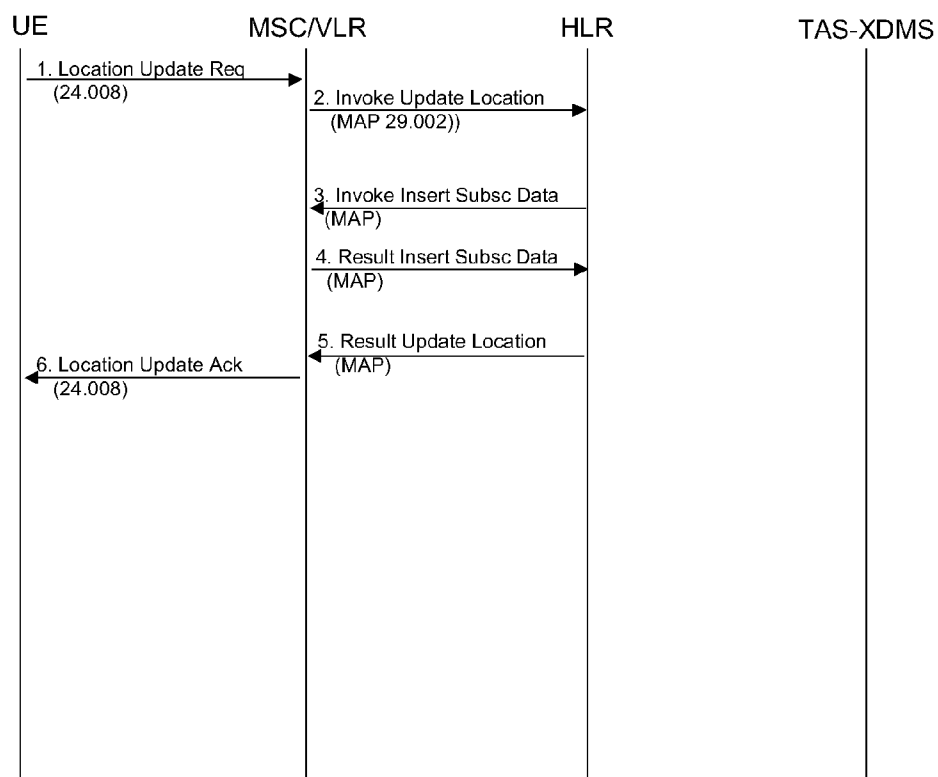 UE
MSC/VLR
HLR
TAS-XDMS
1. Location Update Req
(24.008)
2. Invoke Update Location
(MAP 29.002))
3. Invoke Insert Subsc Data
(MAP)
4. Result Insert Subsc Data
(MAP)
5. Result Update Location
(MAP)
6. Location Update Ack
(24.008)